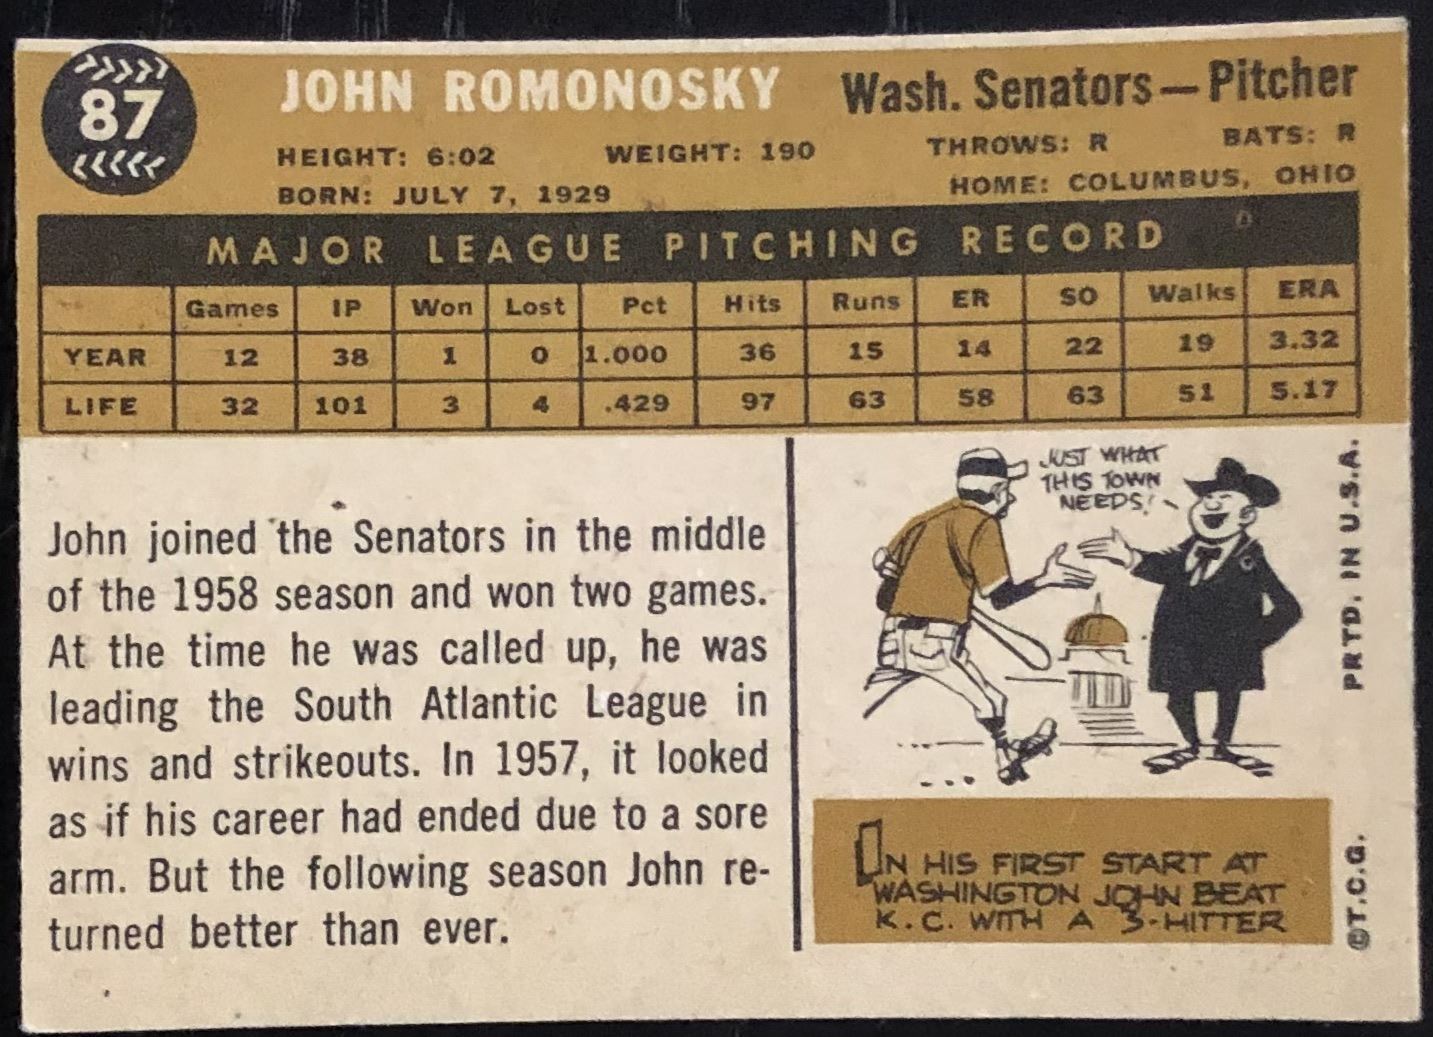 87
JOHN ROMONOSKY Wash. Senators—Pitcher
HEIGHT: 6:02 WEIGHT: 190 THROWS: R BATS: R
BORN: JULY 7, 1929 HOME: COLUMBUS, OHIO
MAJOR LEAGUE PITCHING RECORD
Games IP Won Lost Pct Hits Runs ER SO Walks ERA
YEAR 12 38 1 0 1.000 36 15 14 22 19 3.32
LIFE 32 101 3 4 .429 97 63 58 63 51 5.17
John joined the Senators in the middle
of the 1958 season and won two games.
At the time he was called up, he was
leading the South Atlantic League in
wins and strikeouts. In 1957, it looked
as if his career had ended due to a sore
arm. But the following season John re-
turned better than ever.
JUST WHAT
THIS TOWN
NEEDS!
IN HIS FIRST START AT
WASHINGTON JOHN BEAT
K.C. WITH A 3-HITTER
©T.C.G. PRTD. IN U.S.A.